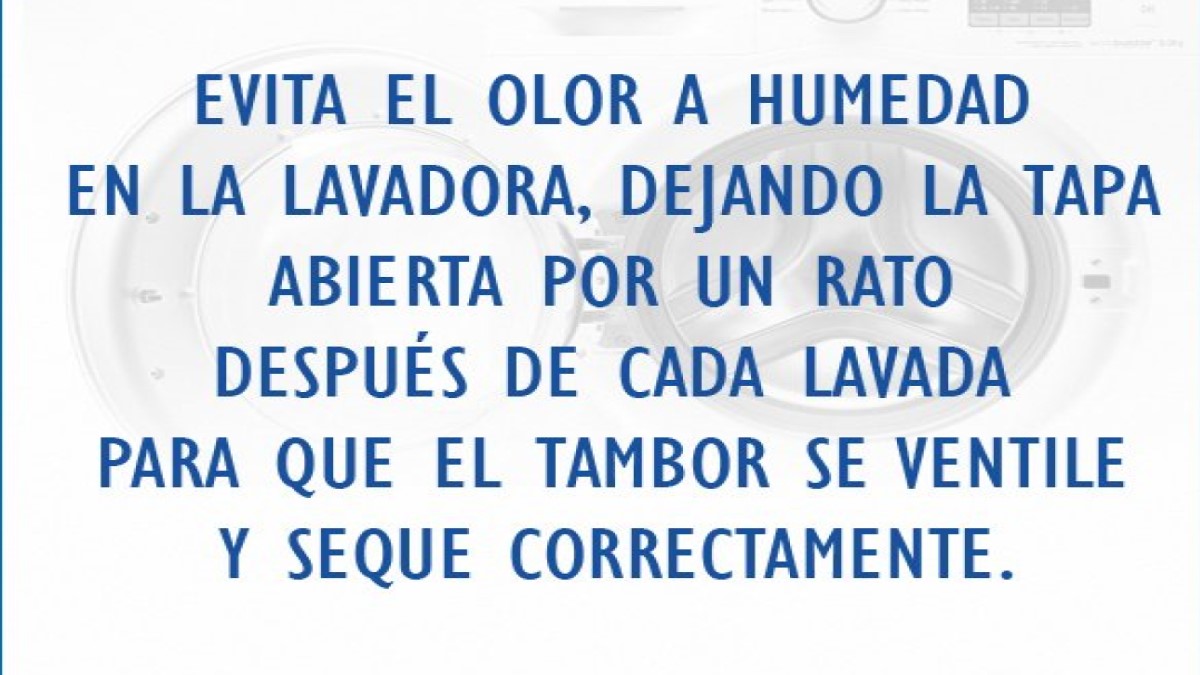 EVITA EL OLOR A HUMEDAD
EN LA LAVADORA, DEJANDO LA TAPA
ABIERTA POR UN RATO
DESPUÉS DE CADA LAVADA
PARA QUE EL TAMBOR SE VENTILE
Y SEQUE CORRECTAMENTE.